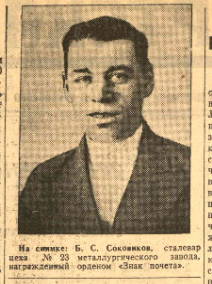 На снимке: Б. С. Соковиков, сталевар
цеха № 23 металлургического завода,
награжденный орденом «Знак почета».